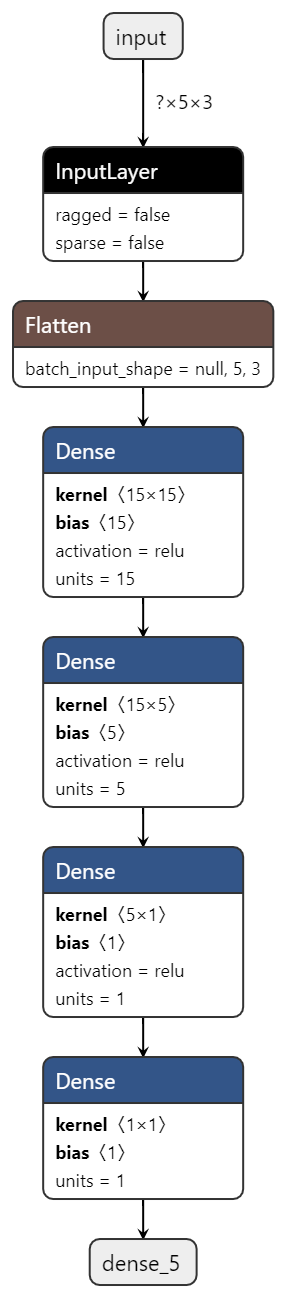 input
?×5×3
InputLayer
ragged = false
sparse = false
Flatten
batch_input_shape = null, 5, 3
Dense
kernel 〈15×15〉
bias 〈15〉
activation = relu
units = 15
Dense
kernel 〈15×5〉
bias 〈5〉
activation = relu
units = 5
Dense
kernel 〈5×1〉
bias 〈1〉
activation = relu
units = 1
Dense
kernel 〈1×1〉
bias 〈1〉
units = 1
dense_5